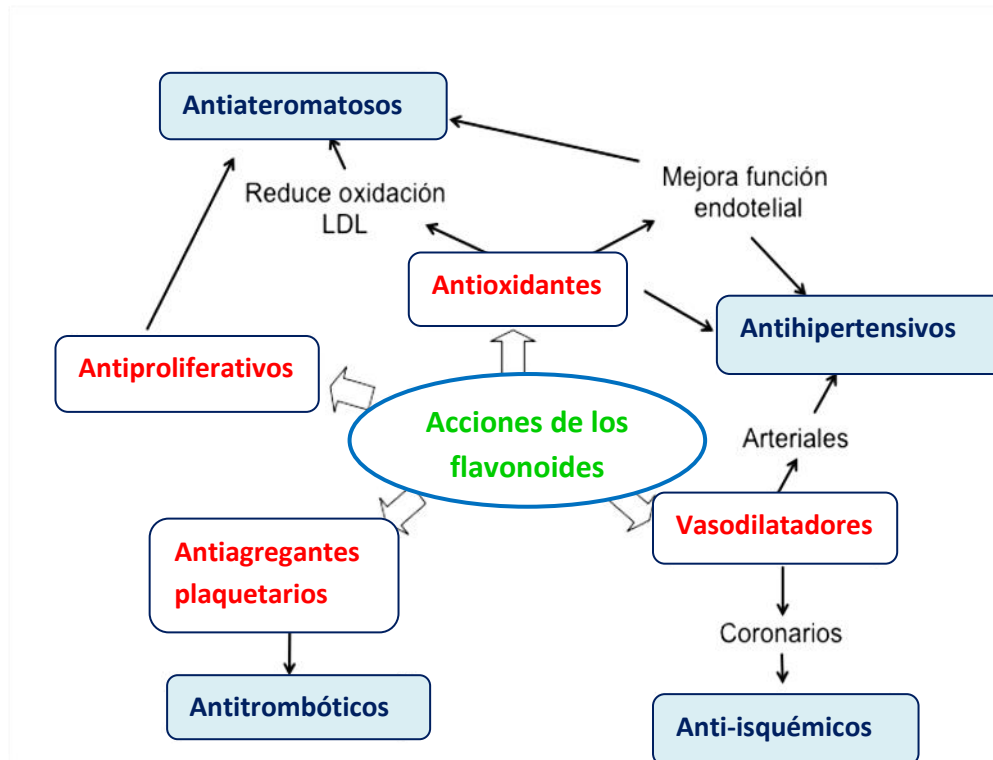 Antiateromatosos
Reduce oxidación
LDL
Mejora función
endotelial
Antioxidantes
Antihipertensivos
Antiproliferativos
Acciones de los
flavonoides
Arteriales
Vasodilatadores
Antiagregantes
plaquetarios
Coronarios
Antitrombóticos
Anti-isquémicos